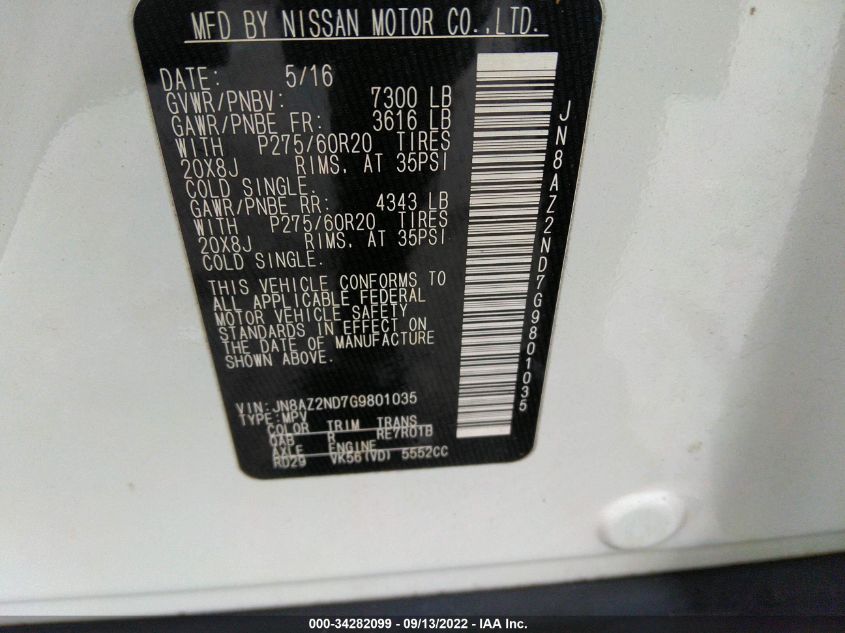 MFD BY NISSAN MOTOR CO.,LTD.
DATE: 5/16
GVWR/PNBV: 7300 LB
GAWR/PNBE FR: 3616 LB
WITH P275/60R20 TIRES
20X8J RIMS, AT 35PSI
COLD SINGLE.
GAWR/PNBE RR: 4343 LB
WITH P275/60R20 TIRES
20X8J RIMS, AT 35PSI
COLD SINGLE.
THIS VEHICLE CONFORMS TO
ALL APPLICABLE FEDERAL
MOTOR VEHICLE SAFETY
STANDARDS IN EFFECT ON
THE DATE OF MANUFACTURE
SHOWN ABOVE.
VIN: JN8AZ2ND7G9801035
TYPE: MPV
COLOR TRIM TRANS
QAB R RE7R01B
AXLE ENGINE
RD29 VK56(VD) 5552CC
JN8AZ2ND7G9801035
000-34282099 - 09/13/2022 - IAA Inc.